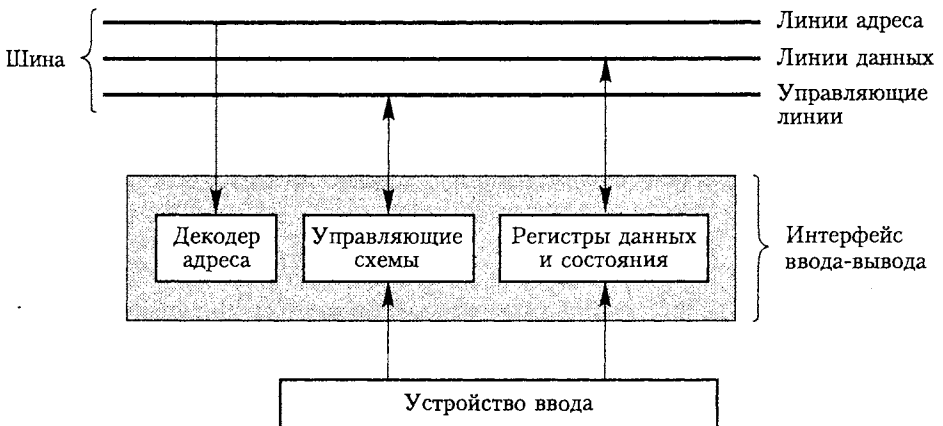 Линии адреса
Шина
Линии данных
Управляющие
линии
Декодер
адреса
Управляющие
схемы
Регистры данных
и состояния
Интерфейс
ввода-вывода
Устройство ввода